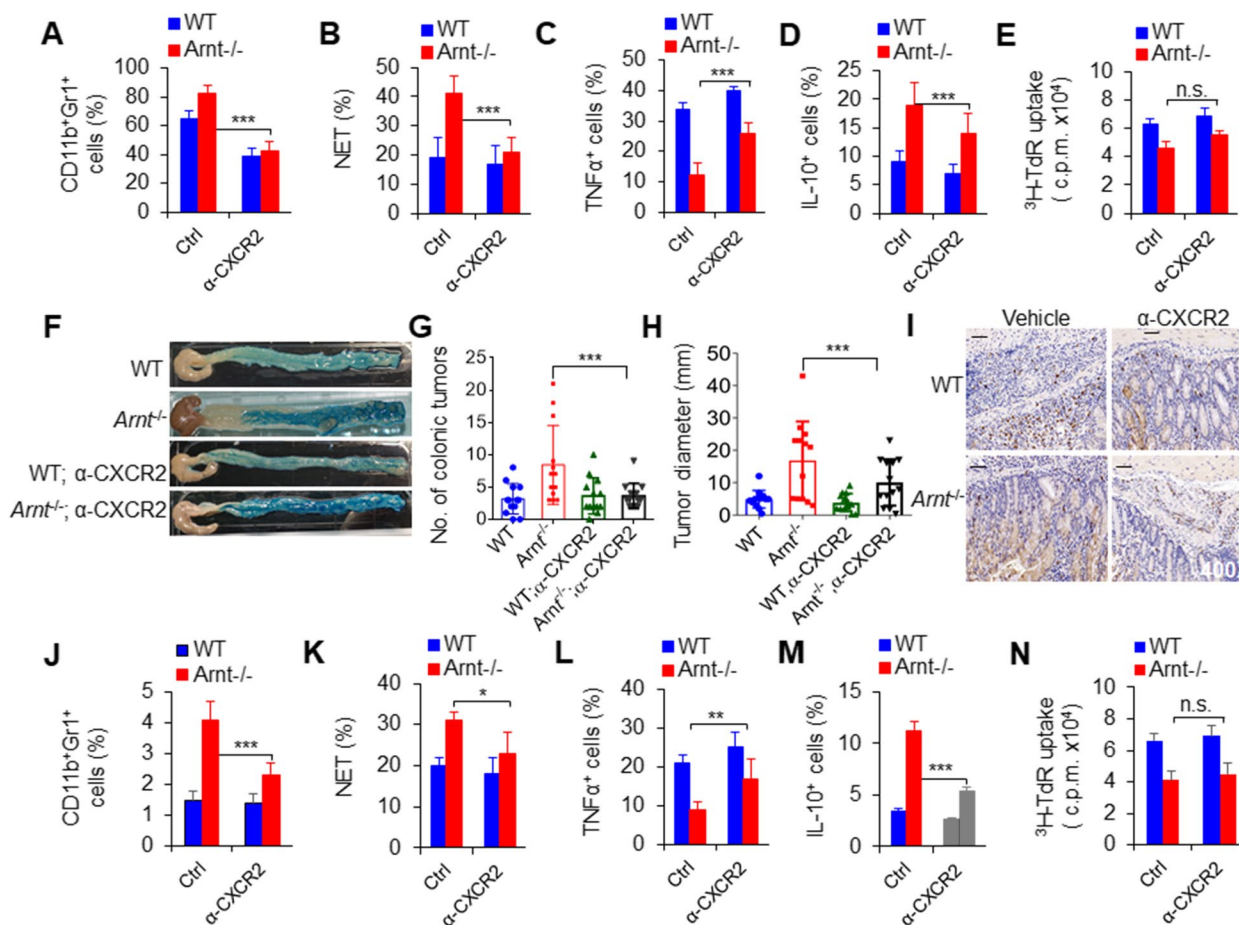 A
WT
Arnt-/-
CD11b+Gr1+
cells (%)
100
80
60
40
20
0
***
Ctrl
α-CXCR2
B
WT
Arnt-/-
NET (%)
50
40
30
20
10
0
***
Ctrl
α-CXCR2
C
WT
Arnt-/-
TNFα+ cells (%)
40
30
20
10
0
***
Ctrl
α-CXCR2
D
WT
Arnt-/-
IL-10+ cells (%)
25
20
15
10
5
0
***
Ctrl
α-CXCR2
E
WT
Arnt-/-
3H-TdR uptake
( c.p.m. x104)
10
8
6
4
2
0
n.s.
Ctrl
α-CXCR2
F
WT
Arnt-/-
WT; α-CXCR2
Arnt-/-; α-CXCR2
G
No. of colonic tumors
25
20
15
10
5
0
***
WT
Arnt-/-
WT;α-CXCR2
Arnt-/-;α-CXCR2
H
Tumor diameter (mm)
50
40
30
20
10
0
***
WT
Arnt-/-
WT,α-CXCR2
Arnt-/-,α-CXCR2
I
Vehicle
α-CXCR2
WT
Arnt-/-
400
J
WT
Arnt-/-
CD11b+Gr1+
cells (%)
5
4
3
2
1
0
***
Ctrl
α-CXCR2
K
WT
Arnt-/-
NET (%)
40
30
20
10
0
*
Ctrl
α-CXCR2
L
WT
Arnt-/-
TNFα+ cells (%)
40
30
20
10
0
**
Ctrl
α-CXCR2
M
WT
Arnt-/-
IL-10+ cells (%)
15
10
5
0
***
Ctrl
α-CXCR2
N
WT
Arnt-/-
3H-TdR uptake
( c.p.m. x104)
10
8
6
4
2
0
n.s.
Ctrl
α-CXCR2